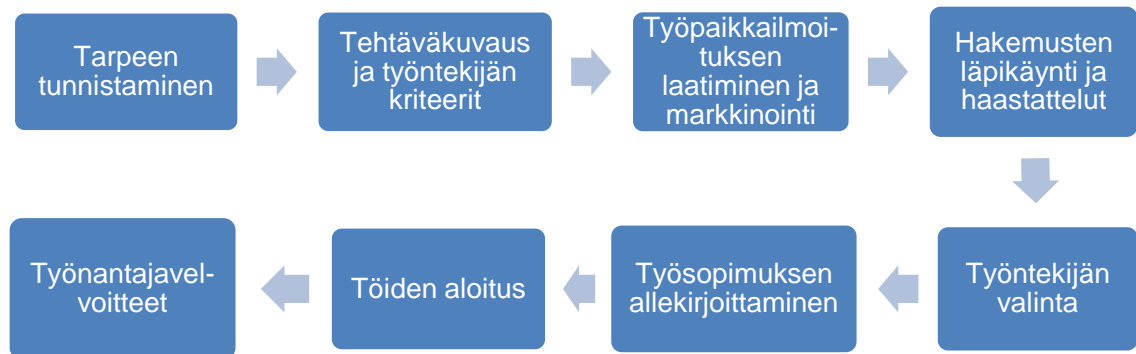 Tarpeen
tunnistaminen
Tehtäväkuvaus
ja työntekijän
kriteerit
Työpaikkailmoi-
tuksen
laatiminen ja
markkinointi
Hakemusten
läpikäynti ja
haastattelut
Työntekijän
valinta
Työsopimuksen
allekirjoittaminen
Töiden aloitus
Työnantajavel-
voitteet